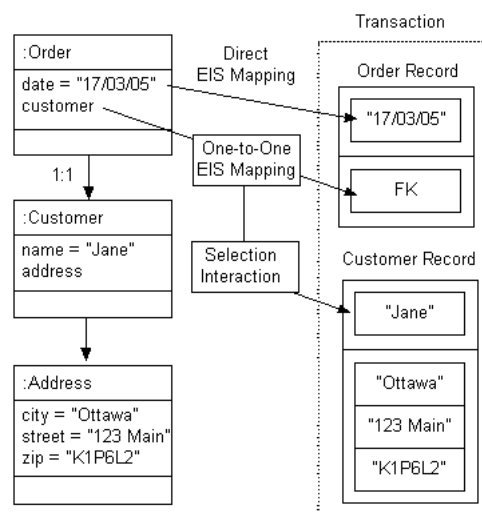 Transaction
:Order
date = "17/03/05"
customer
Direct
EIS Mapping
Order Record
"17/03/05"
One-to-One
EIS Mapping
FK
1:1
:Customer
name = "Jane"
address
Selection
Interaction
Customer Record
"Jane"
:Address
city = "Ottawa"
street = "123 Main"
zip = "K1P6L2"
"Ottawa"
"123 Main"
"K1P6L2"